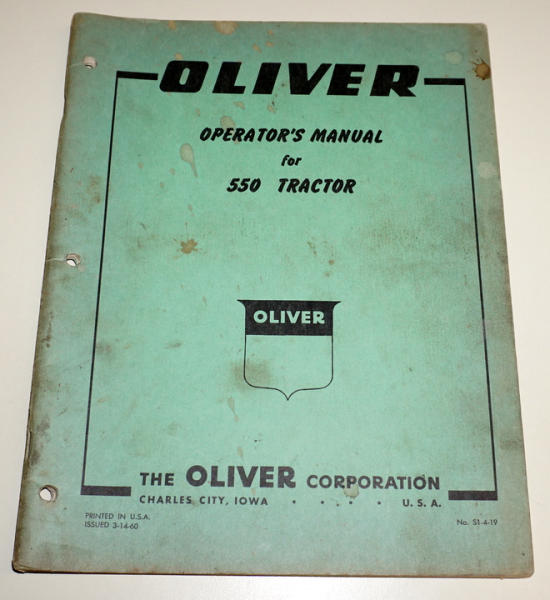 OLIVER
OPERATOR'S MANUAL
for
550 TRACTOR
OLIVER
THE OLIVER CORPORATION
CHARLES CITY, IOWA . . . . U. S. A.
PRINTED IN U.S.A.
ISSUED 3-14-60
No. S1-4-19